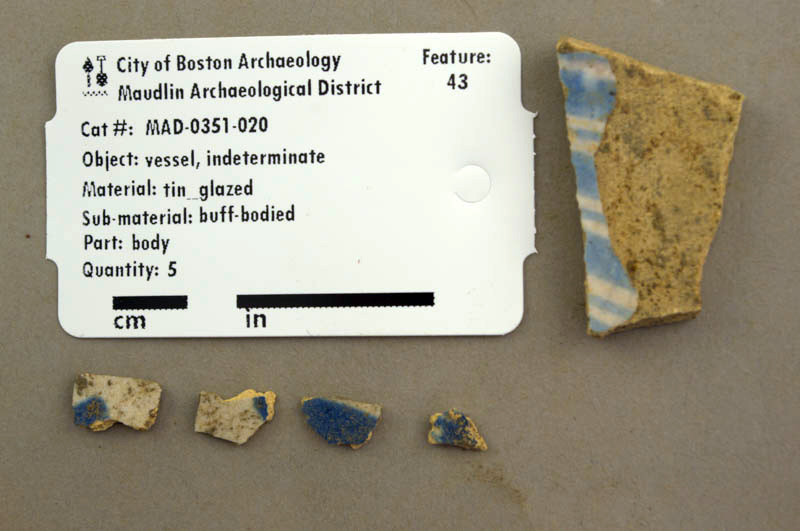 City of Boston Archaeology
Maudlin Archaeological District
Feature:
43
Cat #: MAD-0351-020
Object: vessel, indeterminate
Material: tin_glazed
Sub-material: buff-bodied
Part: body
Quantity: 5
cm in